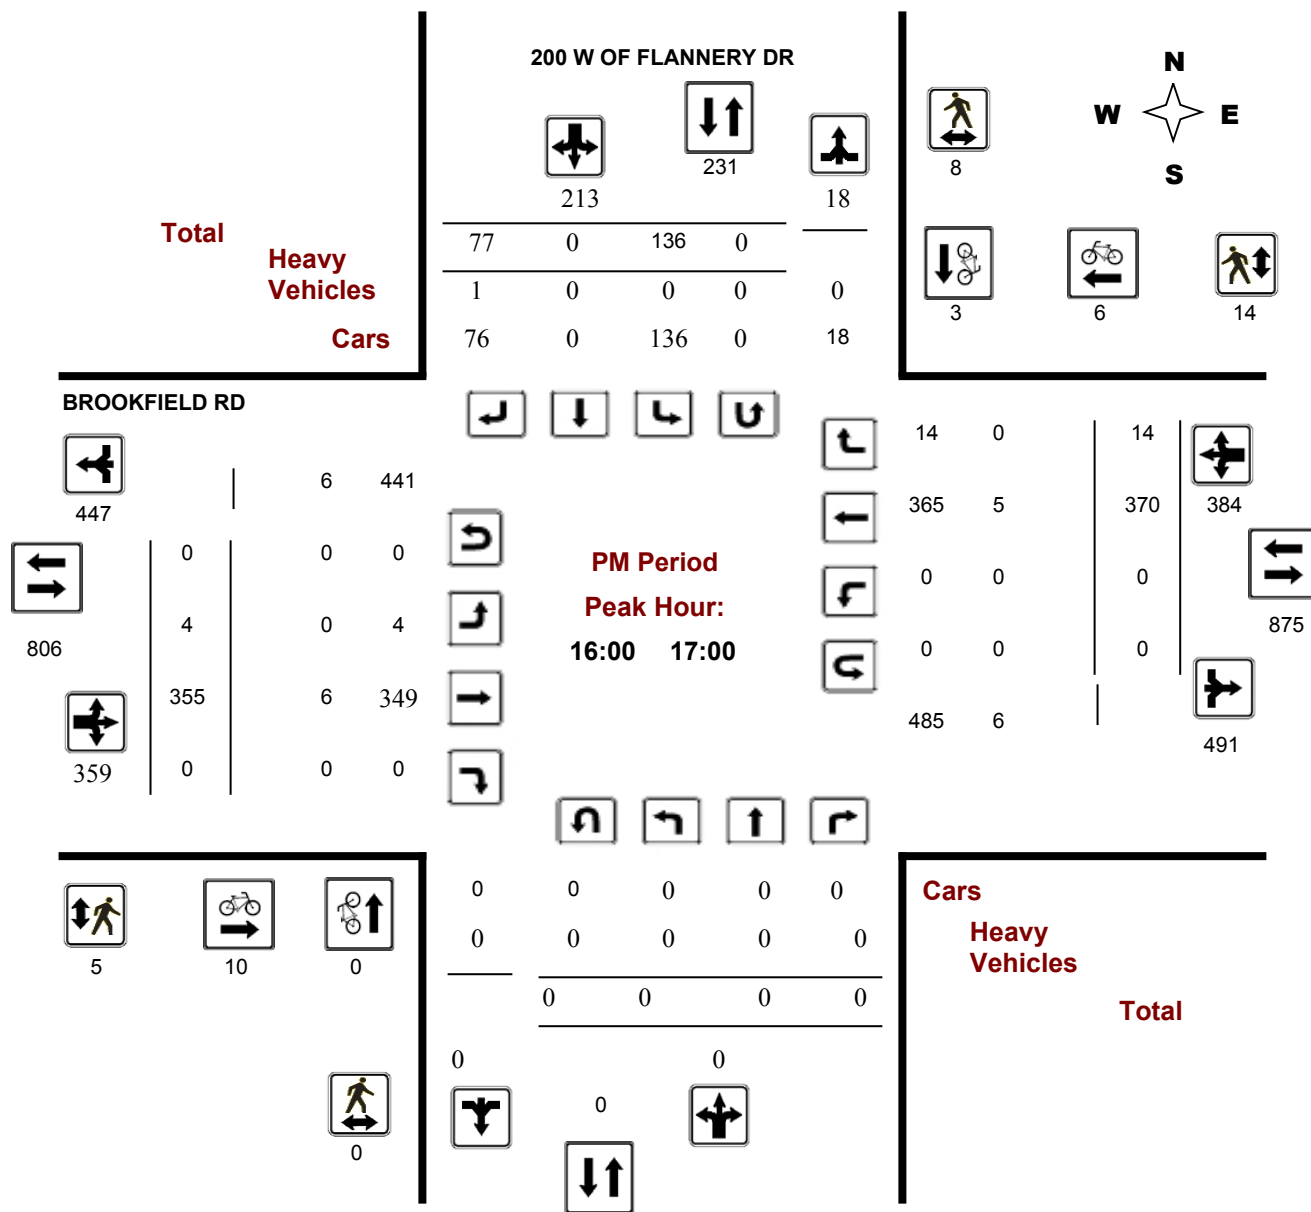 200 W OF FLANNERY DR
N
W E
S
231
8
213 18
Total
77 0 136 0
Heavy
Vehicles
1 0 0 0 0
3 6 14
Cars
76 0 136 0 18
BROOKFIELD RD
14 0 14
6 441
447
365 5 370 384
0 0 0
PM Period
0 0 0
Peak Hour:
4 0 4
875
806
16:00 17:00
0 0 0
355 6 349
485 6
491
359 0 0 0
0 0 0 0 0
Cars
0 0 0 0 0
Heavy
Vehicles
5 10 0
0 0 0 0
Total
0 0
0
0